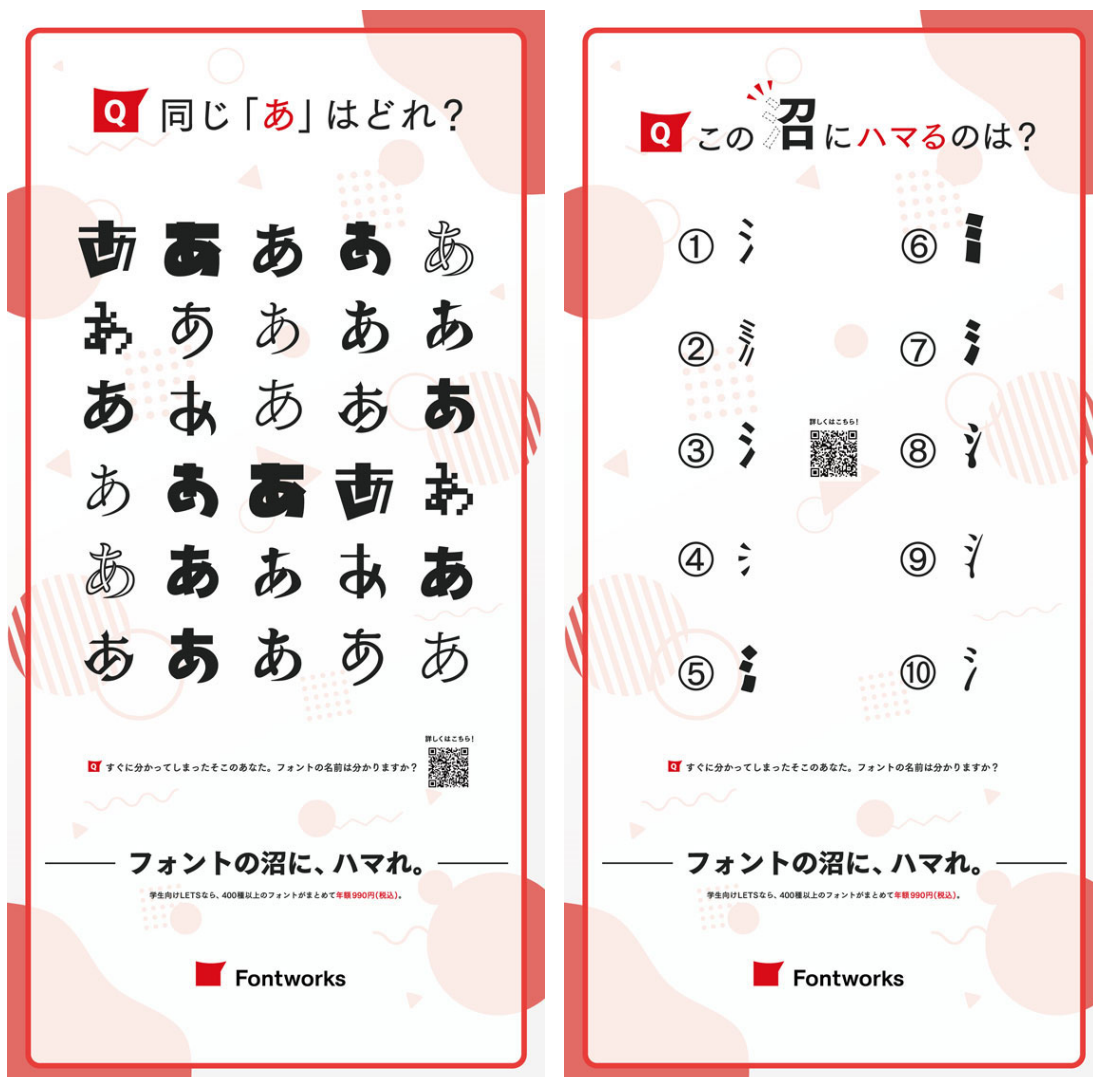 Q 同じ「あ」はどれ？
あ あ あ あ あ
あ あ あ あ あ
あ あ あ あ あ
あ あ あ あ あ
あ あ あ あ あ
あ あ あ あ あ
詳しくはこちら!
Q すぐに分かってしまったそこのあなた。フォントの名前は分かりますか？
フォントの沼に、ハマれ。
学生向けLETSなら、400種以上のフォントがまとめて年額990円(税込)。
Fontworks
Q この沼にハマるのは？
① 氵 ⑥ 氵
② 氵 ⑦ 氵
詳しくはこちら!
③ 氵 ⑧ 氵
④ 氵 ⑨ 氵
⑤ 氵 ⑩ 氵
Q すぐに分かってしまったそこのあなた。フォントの名前は分かりますか？
フォントの沼に、ハマれ。
学生向けLETSなら、400種以上のフォントがまとめて年額990円(税込)。
Fontworks